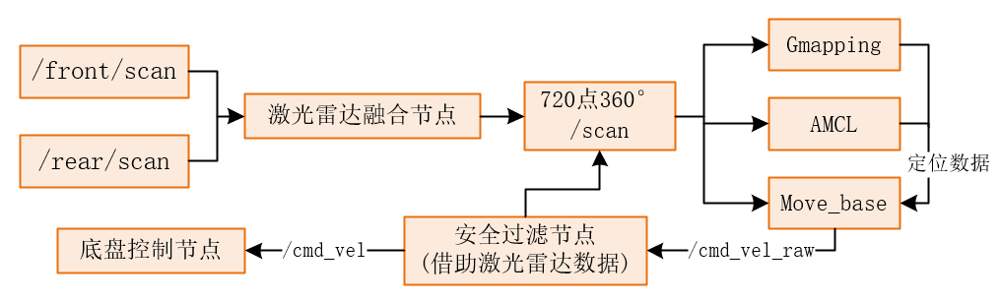 /front/scan
/rear/scan
激光雷达融合节点
720点360°
/scan
Gmapping
AMCL
定位数据
Move_base
/cmd_vel_raw
安全过滤节点
(借助激光雷达数据)
/cmd_vel
底盘控制节点